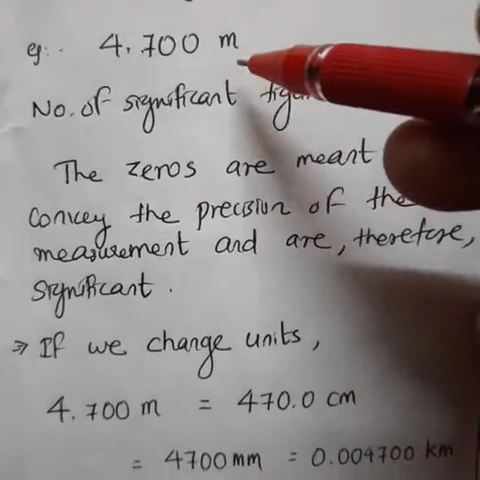 eg:- 4.700 m
No. of significant
The zeros are meant
convey the precision of the
measurement and are, therefore,
significant.
⇒ If we change units,
4.700 m = 470.0 cm
= 4700 mm = 0.004700 km